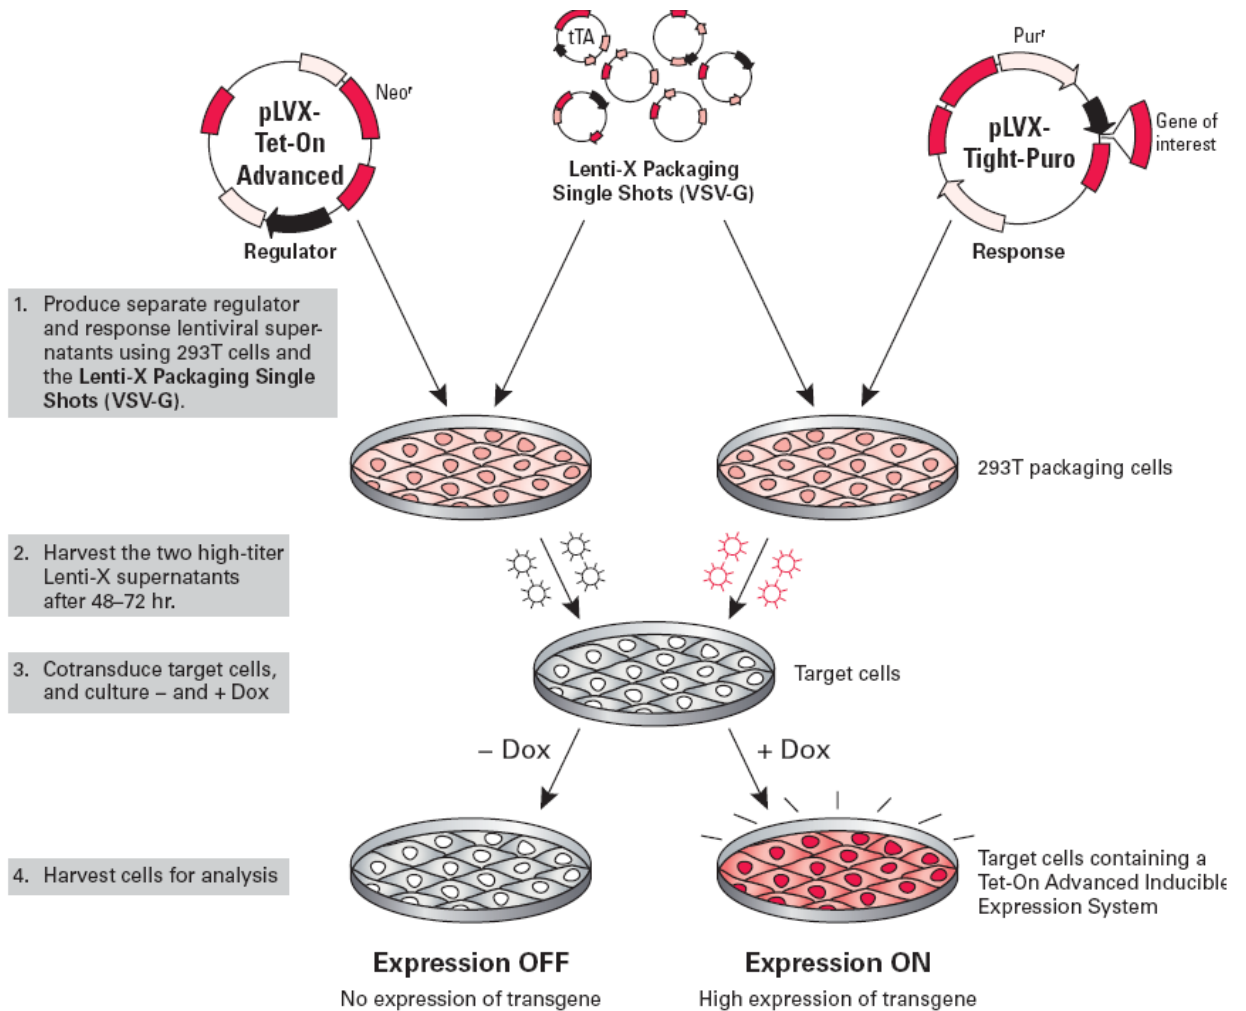 tTA
Purʳ
Neoʳ
pLVX-
Tet-On
Advanced
pLVX-
Tight-Puro
Gene of
interest
Lenti-X Packaging
Single Shots (VSV-G)
Regulator
Response
1. Produce separate regulator
and response lentiviral super-
natants using 293T cells and
the Lenti-X Packaging Single
Shots (VSV-G).
293T packaging cells
2. Harvest the two high-titer
Lenti-X supernatants
after 48–72 hr.
3. Cotransduce target cells,
and culture – and + Dox
Target cells
– Dox
+ Dox
4. Harvest cells for analysis
Target cells containing a
Tet-On Advanced Inducible
Expression System
Expression OFF
No expression of transgene
Expression ON
High expression of transgene